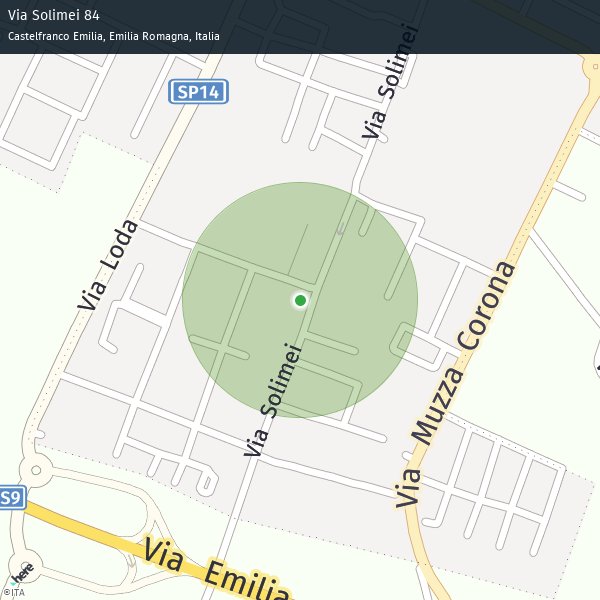 Via Solimei 84
Castelfranco Emilia, Emilia Romagna, Italia
Via Solimei
SP14
Via Loda
Via Muzza Corona
Via Solimei
S9
Via Emilia
here
©ITA